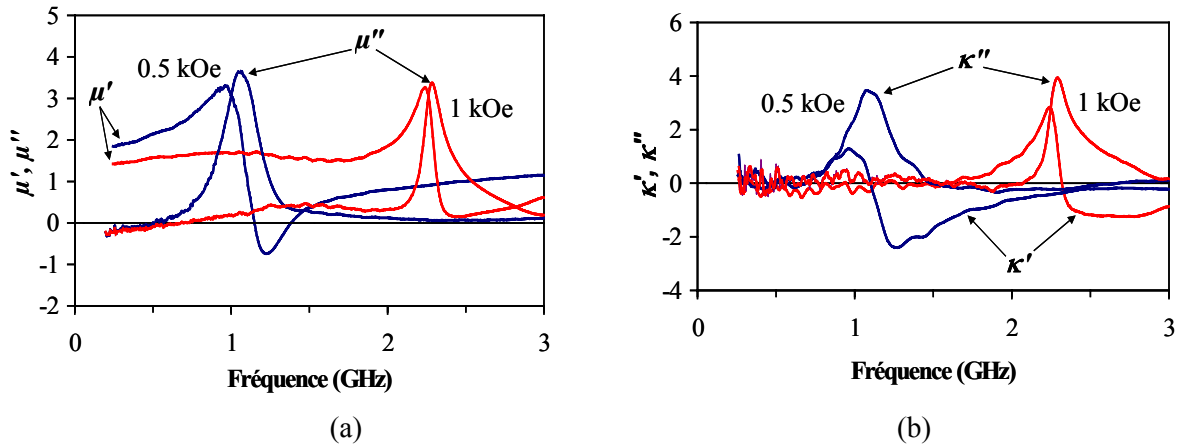 5
4
3
2
1
0
-1
-2
μ', μ''
μ'
0.5 kOe
μ''
1 kOe
0 1 2 3
Fréquence (GHz)
(a)
6
4
2
0
-2
-4
κ', κ''
0.5 kOe
κ''
1 kOe
κ'
0 1 2 3
Fréquence (GHz)
(b)